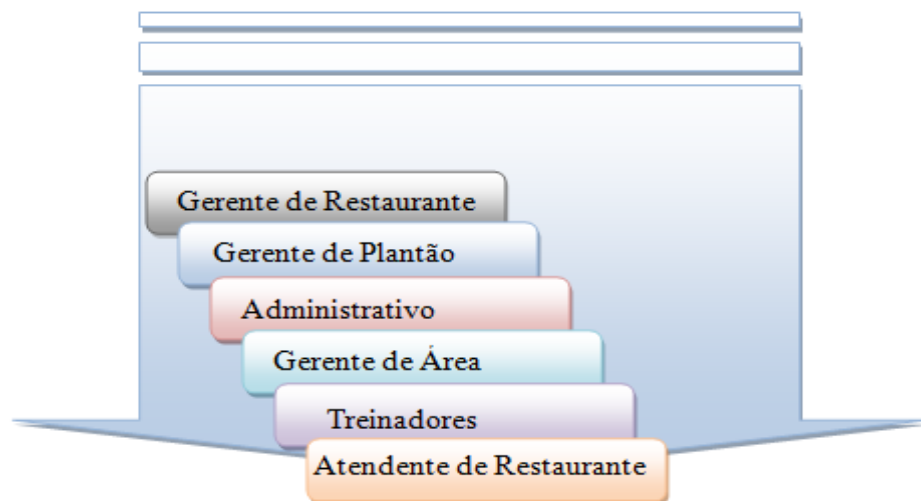 Gerente de Restaurante
Gerente de Plantão
Administrativo
Gerente de Área
Treinadores
Atendente de Restaurante